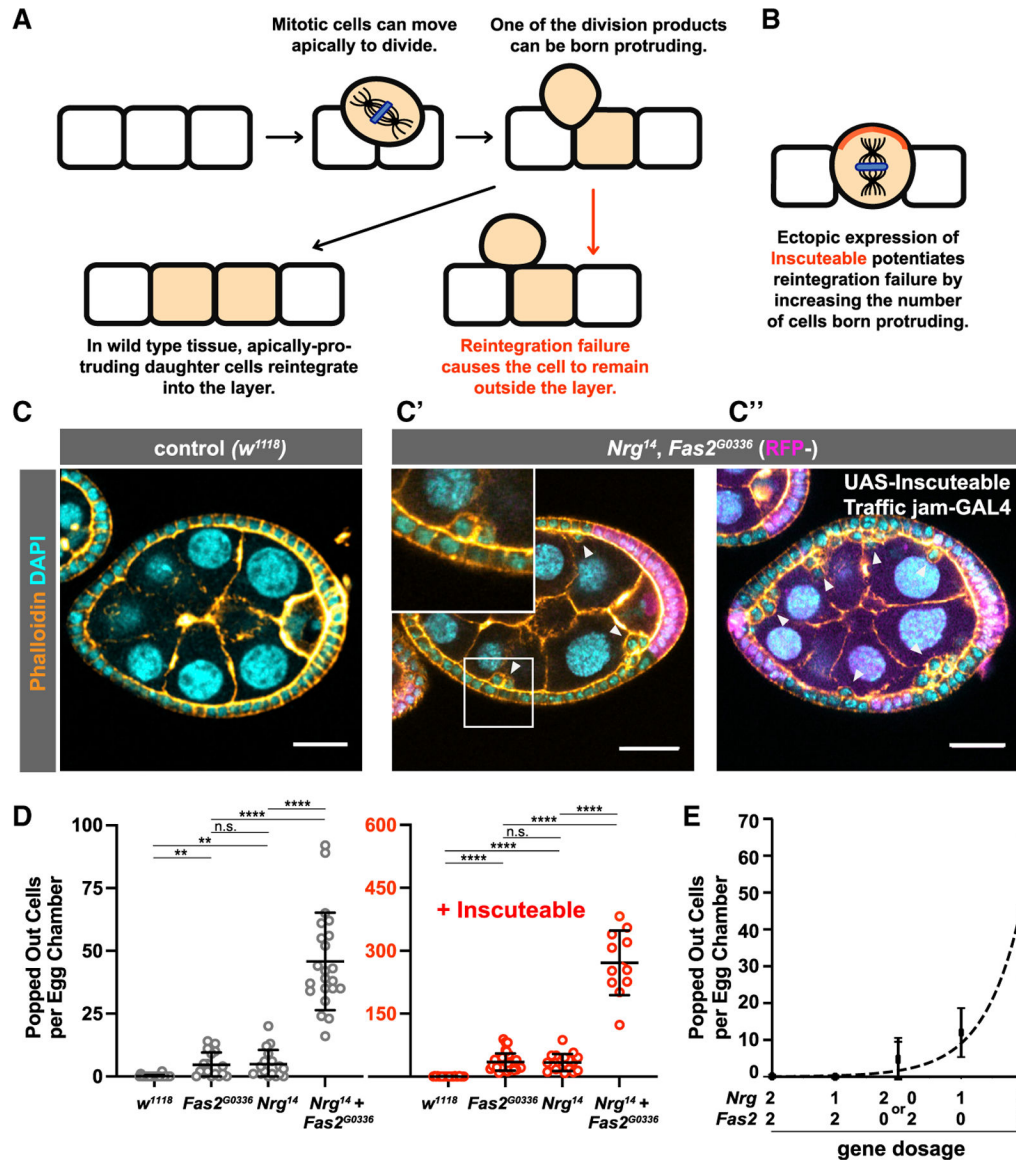 A
Mitotic cells can move
apically to divide.
One of the division products
can be born protruding.
In wild type tissue, apically-pro-
truding daughter cells reintegrate
into the layer.
Reintegration failure
causes the cell to remain
outside the layer.
B
Ectopic expression of
Inscuteable potentiates
reintegration failure by
increasing the number
of cells born protruding.
C
control (w1118)
Phalloidin DAPI
C'
C''
Nrg14, Fas2G0336 (RFP-)
UAS-Inscuteable
Traffic jam-GAL4
D
Popped Out Cells
per Egg Chamber
100
75
50
25
0
****
****
n.s.
**
**
w1118
Fas2G0336
Nrg14
Nrg14 +
Fas2G0336
600
450
300
150
0
****
****
n.s.
****
****
+ Inscuteable
w1118
Fas2G0336
Nrg14
Nrg14 +
Fas2G0336
E
Popped Out Cells
per Egg Chamber
70
60
50
40
30
20
10
0
Nrg 2 1 2 or 0 1
Fas2 2 2 0 2 0
gene dosage